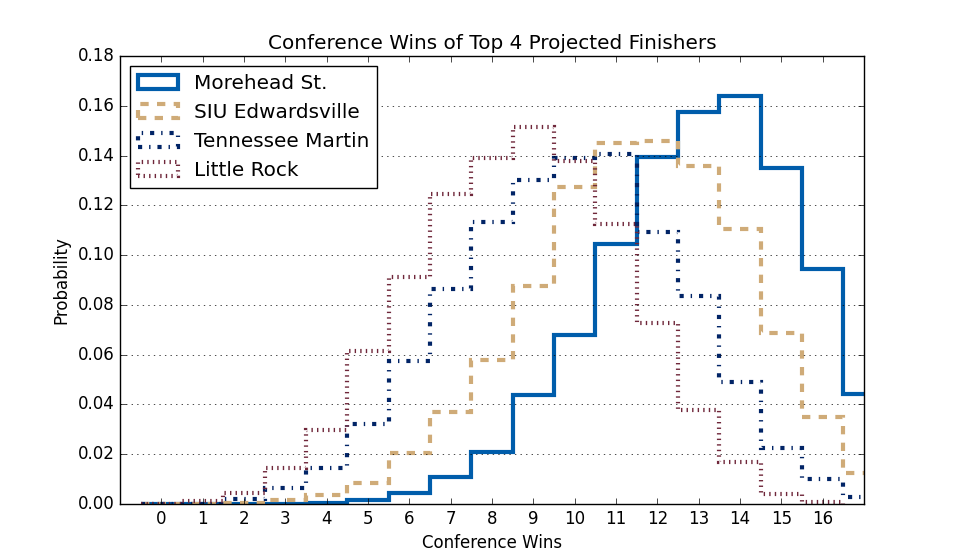 Conference Wins of Top 4 Projected Finishers
Morehead St.
SIU Edwardsville
Tennessee Martin
Little Rock
0.18
0.16
0.14
0.12
0.10
0.08
0.06
0.04
0.02
0.00
Probability
0 1 2 3 4 5 6 7 8 9 10 11 12 13 14 15 16
Conference Wins